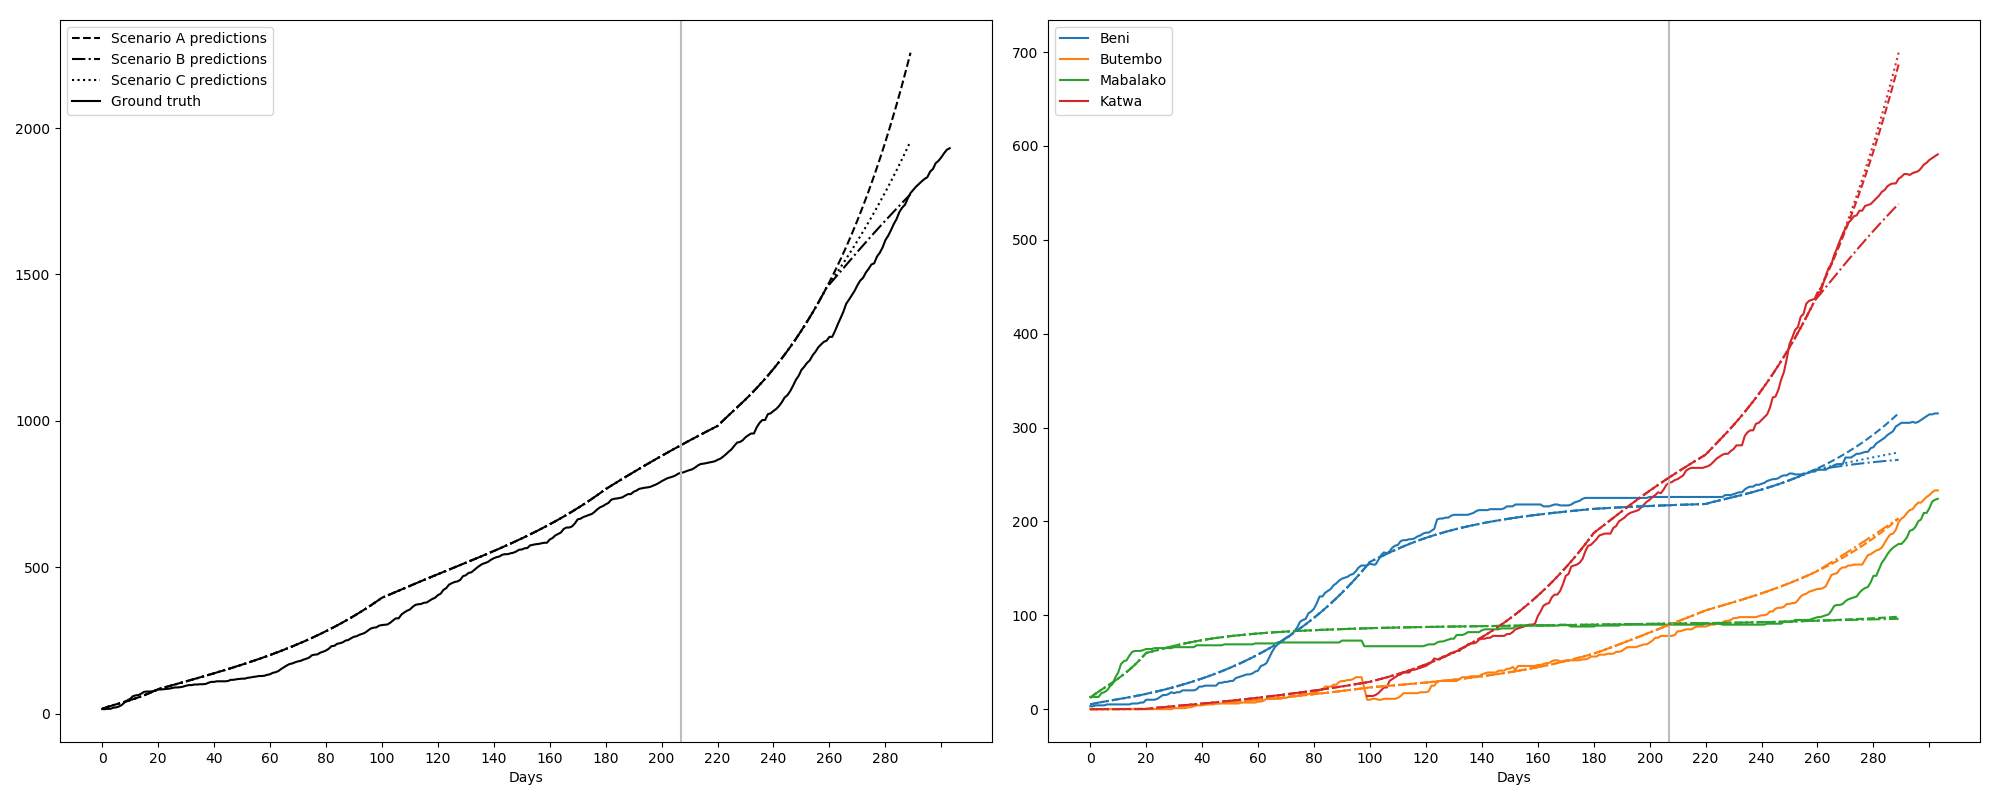 Scenario A predictions
Scenario B predictions
Scenario C predictions
Ground truth
2000
1500
1000
500
0
0 20 40 60 80 100 120 140 160 180 200 220 240 260 280
Days
Beni
Butembo
Mabalako
Katwa
700
600
500
400
300
200
100
0
0 20 40 60 80 100 120 140 160 180 200 220 240 260 280
Days